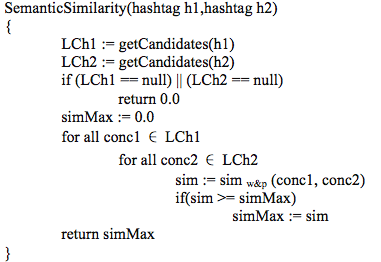 SemanticSimilarity(hashtag h1,hashtag h2)
{
LCh1 := getCandidates(h1)
LCh2 := getCandidates(h2)
if (LCh1 == null) || (LCh2 == null)
return 0.0
simMax := 0.0
for all conc1 ∈ LCh1
for all conc2 ∈ LCh2
sim := sim w&p (conc1, conc2)
if(sim >= simMax)
simMax := sim
return simMax
}